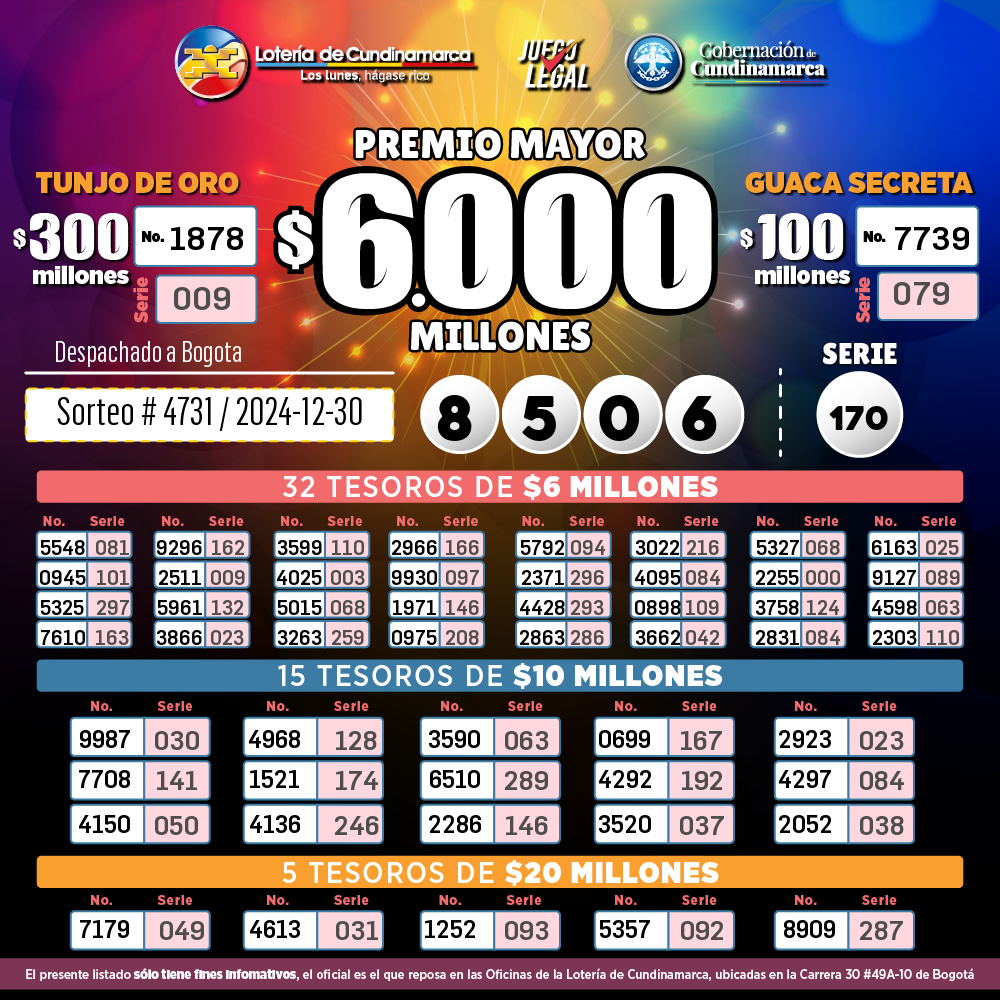 Lotería de Cundinamarca
Los lunes, hágase rico
JUEGO
LEGAL
Gobernación de
Cundinamarca
PREMIO MAYOR
$6.000
MILLONES
TUNJO DE ORO
$300 millones
No. 1878
Serie 009
GUACA SECRETA
$100 millones
No. 7739
Serie 079
Despachado a Bogota
Sorteo # 4731 / 2024-12-30
8 5 0 6
SERIE
170
32 TESOROS DE $6 MILLONES
No. Serie No. Serie No. Serie No. Serie No. Serie No. Serie No. Serie No. Serie
5548 081 9296 162 3599 110 2966 166 5792 094 3022 216 5327 068 6163 025
0945 101 2511 009 4025 003 9930 097 2371 296 4095 084 2255 000 9127 089
5325 297 5961 132 5015 068 1971 146 4428 293 0898 109 3758 124 4598 063
7610 163 3866 023 3263 259 0975 208 2863 286 3662 042 2831 084 2303 110
15 TESOROS DE $10 MILLONES
No. Serie No. Serie No. Serie No. Serie No. Serie
9987 030 4968 128 3590 063 0699 167 2923 023
7708 141 1521 174 6510 289 4292 192 4297 084
4150 050 4136 246 2286 146 3520 037 2052 038
5 TESOROS DE $20 MILLONES
No. Serie No. Serie No. Serie No. Serie No. Serie
7179 049 4613 031 1252 093 5357 092 8909 287
El presente listado sólo tiene fines infomativos, el oficial es el que reposa en las Oficinas de la Lotería de Cundinamarca, ubicadas en la Carrera 30 #49A-10 de Bogotá